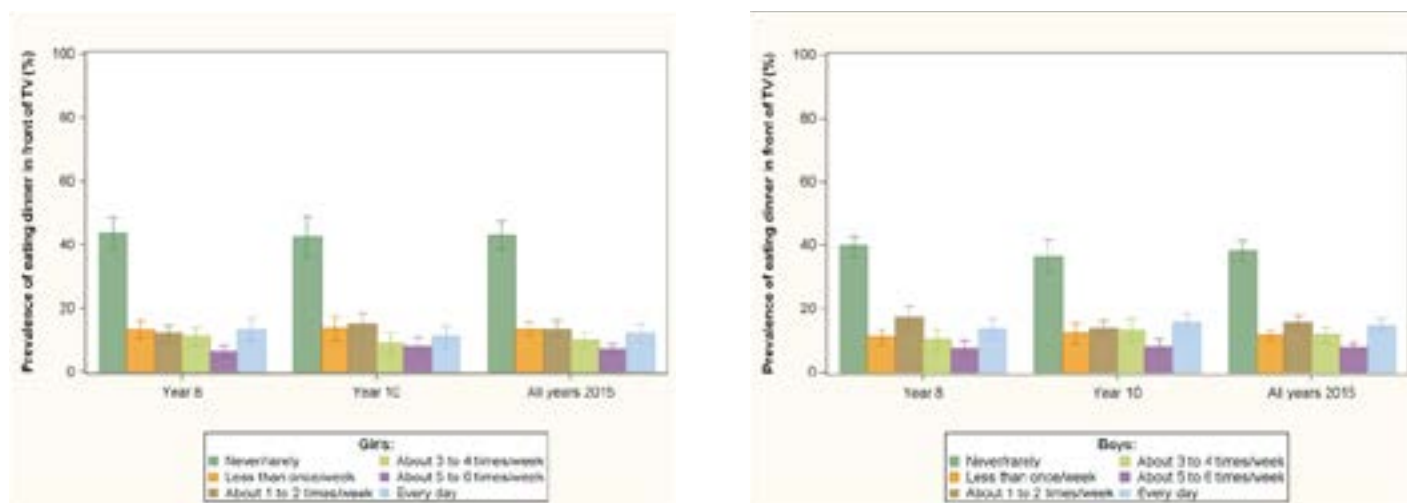 Prevalence of eating dinner in front of TV (%)
100
80
60
40
20
0
Year 8
Year 10
All years 2015
Girls:
Never/rarely
About 3 to 4 times/week
Less than once/week
About 5 to 6 times/week
About 1 to 2 times/week
Every day
Prevalence of eating dinner in front of TV (%)
100
80
60
40
20
0
Year 8
Year 10
All years 2015
Boys:
Never/rarely
About 3 to 4 times/week
Less than once/week
About 5 to 6 times/week
About 1 to 2 times/week
Every day